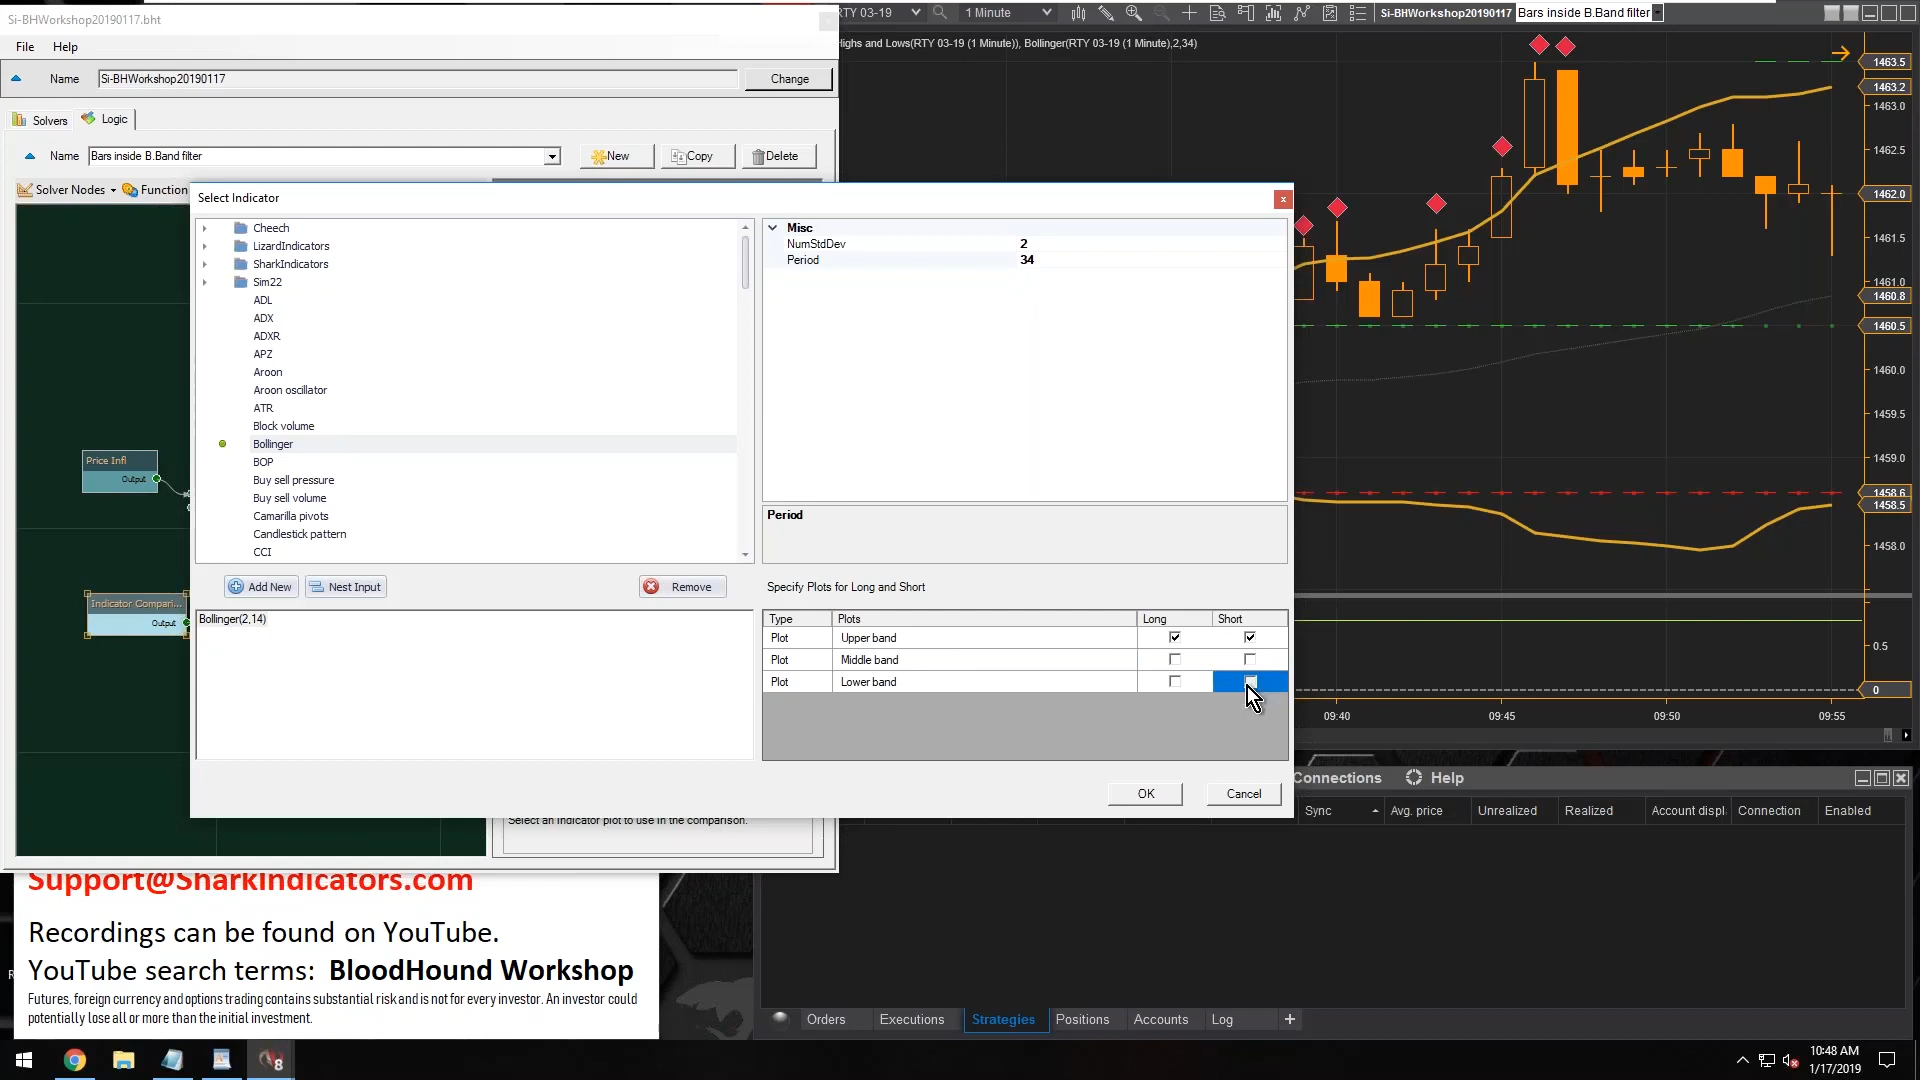 Si-BHWorkshop20190117.bht
File Help
Name Si-BHWorkshop20190117 Change
Solvers Logic
Name Bars inside B.Band filter New Copy Delete
Solver Nodes Function
Price Infl
Output
Indicator Compari...
Output
Select Indicator
Cheech
LizardIndicators
SharkIndicators
Sim22
ADL
ADX
ADXR
APZ
Aroon
Aroon oscillator
ATR
Block volume
Bollinger
BOP
Buy sell pressure
Buy sell volume
Camarilla pivots
Candlestick pattern
CCI
Add New Nest Input Remove
Bollinger(2,14)
Misc
NumStdDev 2
Period 34
Period
Specify Plots for Long and Short
Type Plots Long Short
Plot Upper band
Plot Middle band
Plot Lower band
OK Cancel
Select an indicator plot to use in the comparison.
RTY 03-19 1 Minute Si-BHWorkshop20190117 Bars inside B.Band filter
Highs and Lows(RTY 03-19 (1 Minute)), Bollinger(RTY 03-19 (1 Minute),2,34)
1463.5
1463.2
1463.0
1462.5
1462.0
1461.5
1461.0
1460.8
1460.5
1460.0
1459.5
1459.0
1458.6
1458.5
1458.0
0.5
0
09:40 09:45 09:50 09:55
Connections Help
Sync Avg. price Unrealized Realized Account displ Connection Enabled
Orders Executions Strategies Positions Accounts Log +
Support@SharkIndicators.com
Recordings can be found on YouTube.
YouTube search terms: BloodHound Workshop
Futures, foreign currency and options trading contains substantial risk and is not for every investor. An investor could
potentially lose all or more than the initial investment.
8
10:48 AM
1/17/2019